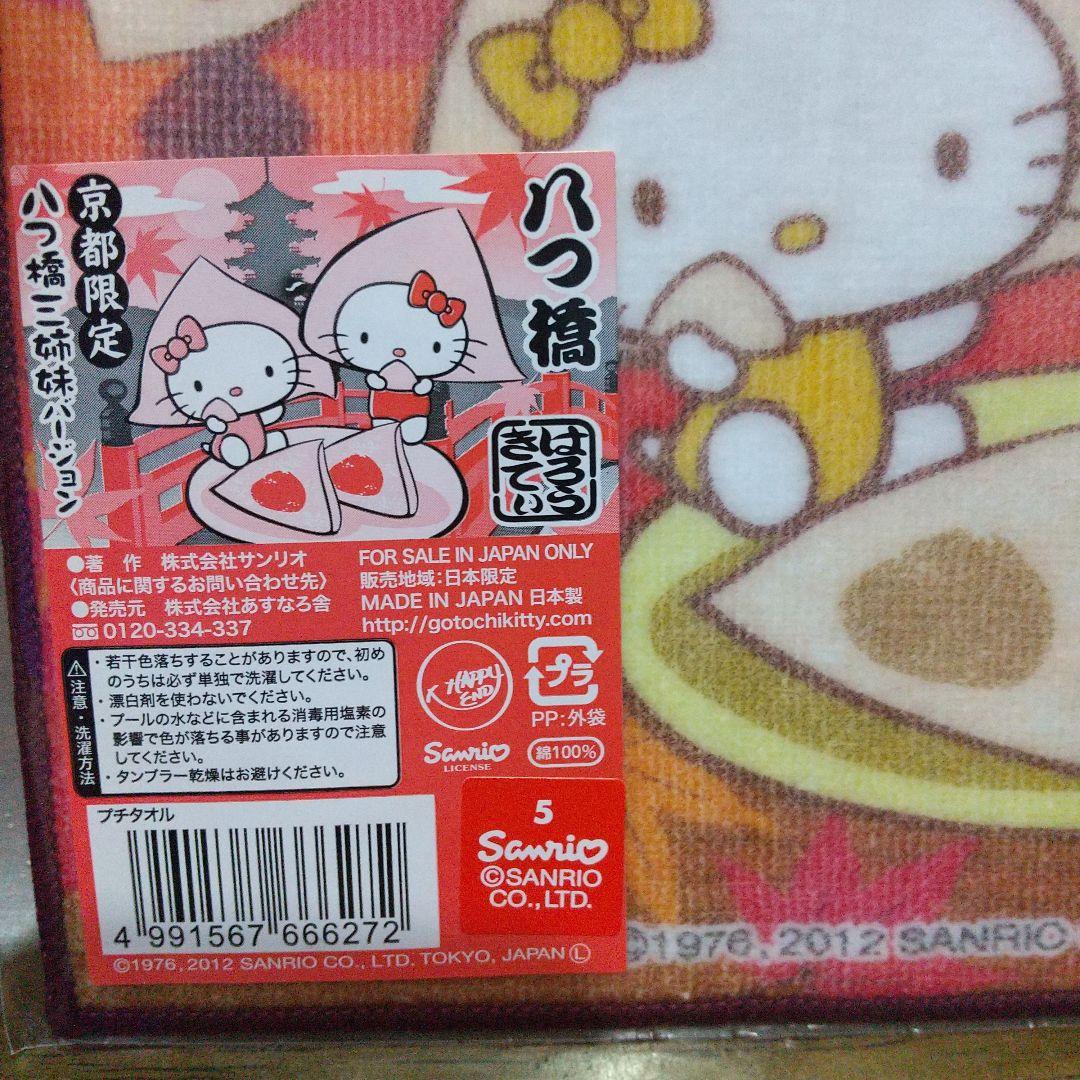 八つ橋
はろう
きてぃ
京都限定
八つ橋三姉妹バージョン
●著 作 株式会社サンリオ
〈商品に関するお問い合わせ先〉
●発売元 株式会社あすなろ舎
0120-334-337
FOR SALE IN JAPAN ONLY
販売地域:日本限定
MADE IN JAPAN 日本製
http://gotochikitty.com
注意・洗濯方法
・若干色落ちすることがありますので、初め
のうちは必ず単独で洗濯してください。
・漂白剤を使わないでください。
・プールの水などに含まれる消毒用塩素の
影響で色が落ちる事がありますので注意
してください。
・タンブラー乾燥はお避けください。
HAPPY
END
プラ
PP:外袋
Sanrio
LICENSE
綿100%
プチタオル
4 991567 666272
5
Sanrio
©SANRIO
CO.,LTD.
©1976, 2012 SANRIO CO., LTD. TOKYO, JAPAN Ⓛ
©1976, 2012 SANRIO